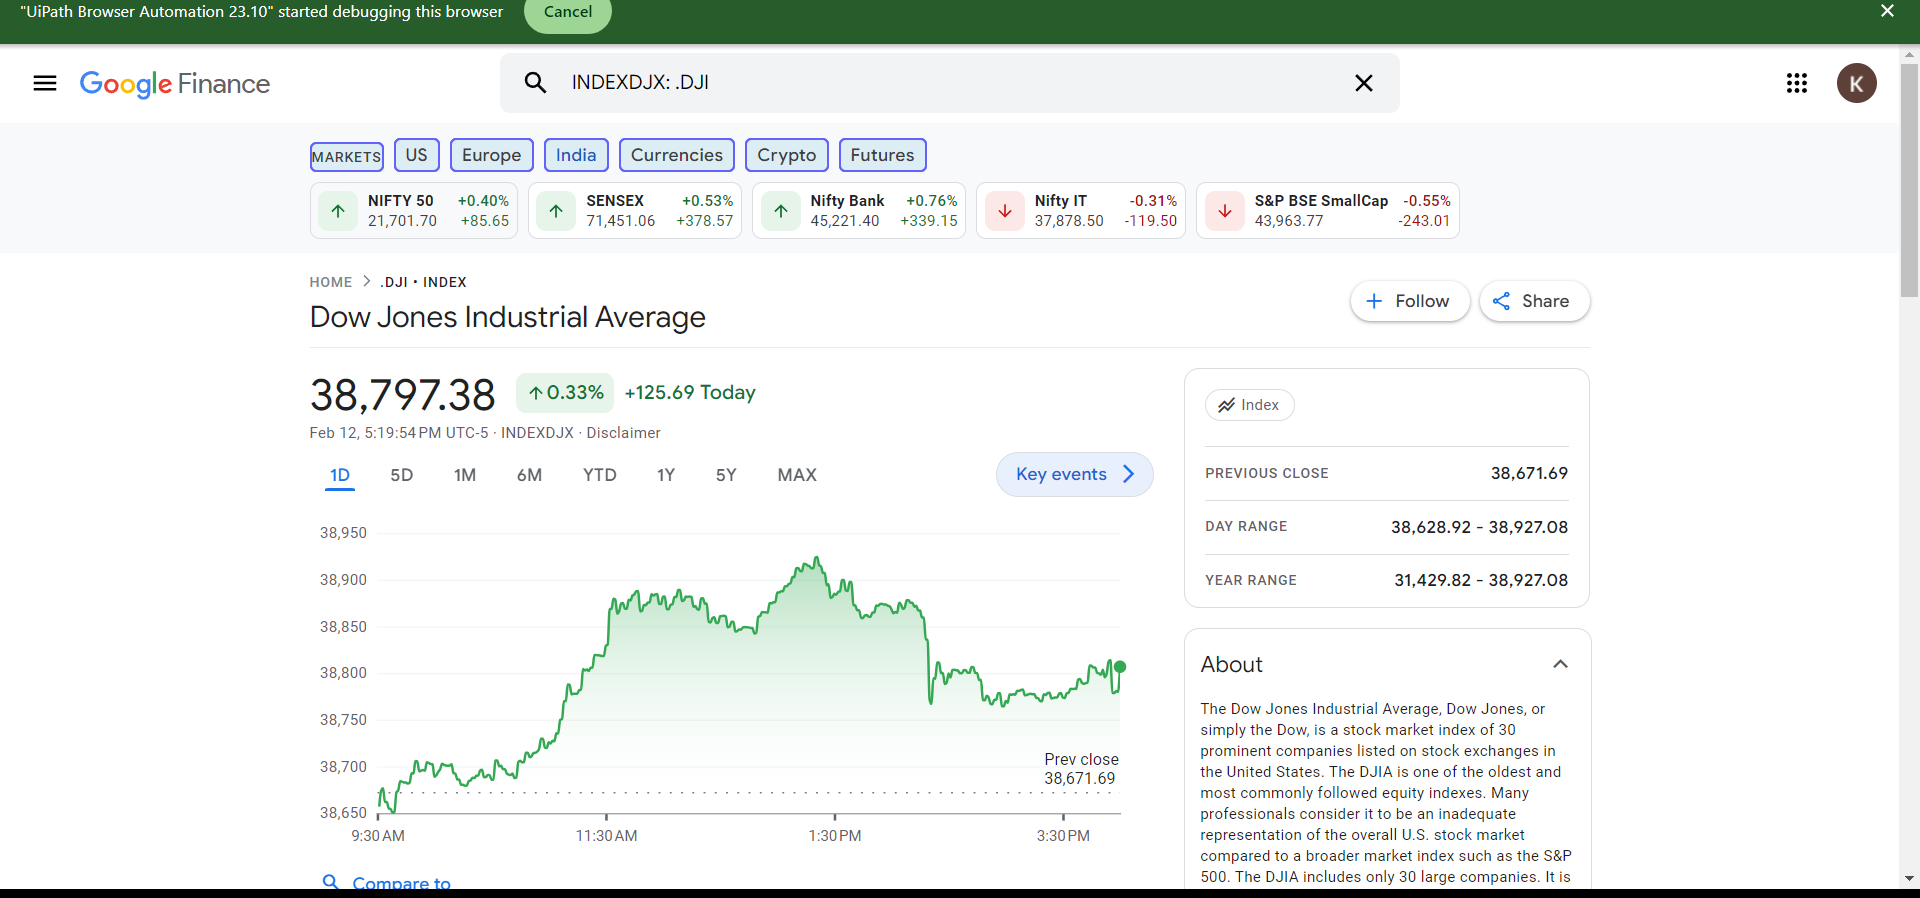 "UiPath Browser Automation 23.10" started debugging this browser
Cancel
Google Finance
INDEXDJX: .DJI
K
MARKETS US Europe India Currencies Crypto Futures
NIFTY 50 +0.40%
21,701.70 +85.65
SENSEX +0.53%
71,451.06 +378.57
Nifty Bank +0.76%
45,221.40 +339.15
Nifty IT -0.31%
37,878.50 -119.50
S&P BSE SmallCap -0.55%
43,963.77 -243.01
HOME > .DJI • INDEX
Dow Jones Industrial Average
Follow
Share
38,797.38 0.33% +125.69 Today
Feb 12, 5:19:54 PM UTC-5 · INDEXDJX · Disclaimer
1D 5D 1M 6M YTD 1Y 5Y MAX
Key events
38,950
38,900
38,850
38,800
38,750
38,700
38,650
Prev close
38,671.69
9:30 AM 11:30 AM 1:30 PM 3:30 PM
Compare to
Index
PREVIOUS CLOSE 38,671.69
DAY RANGE 38,628.92 - 38,927.08
YEAR RANGE 31,429.82 - 38,927.08
About
The Dow Jones Industrial Average, Dow Jones, or
simply the Dow, is a stock market index of 30
prominent companies listed on stock exchanges in
the United States. The DJIA is one of the oldest and
most commonly followed equity indexes. Many
professionals consider it to be an inadequate
representation of the overall U.S. stock market
compared to a broader market index such as the S&P
500. The DJIA includes only 30 large companies. It is